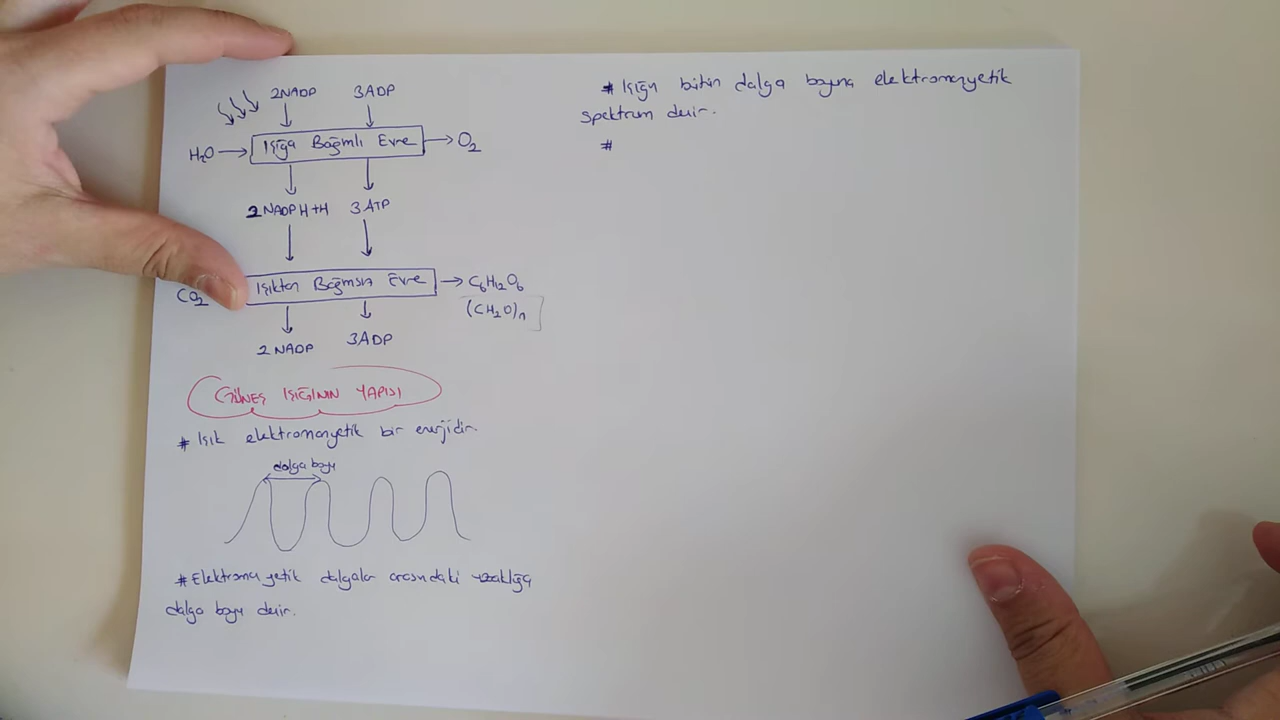 2NADP 3ADP
H₂O → Işığa Bağımlı Evre → O₂
2NADPH+H 3ATP
CO₂ Işıktan Bağımsız Evre → C₆H₁₂O₆
(CH₂O)n
2 NADP 3ADP
GÜNEŞ IŞIĞININ YAPISI
# Işık elektromanyetik bir enerjidir.
dalga boyu
# Elektromanyetik dalgalar arasındaki uzaklığa
dalga boyu denir.
# Işığın bütün dalga boyuna elektromanyetik
spektrum denir.
#